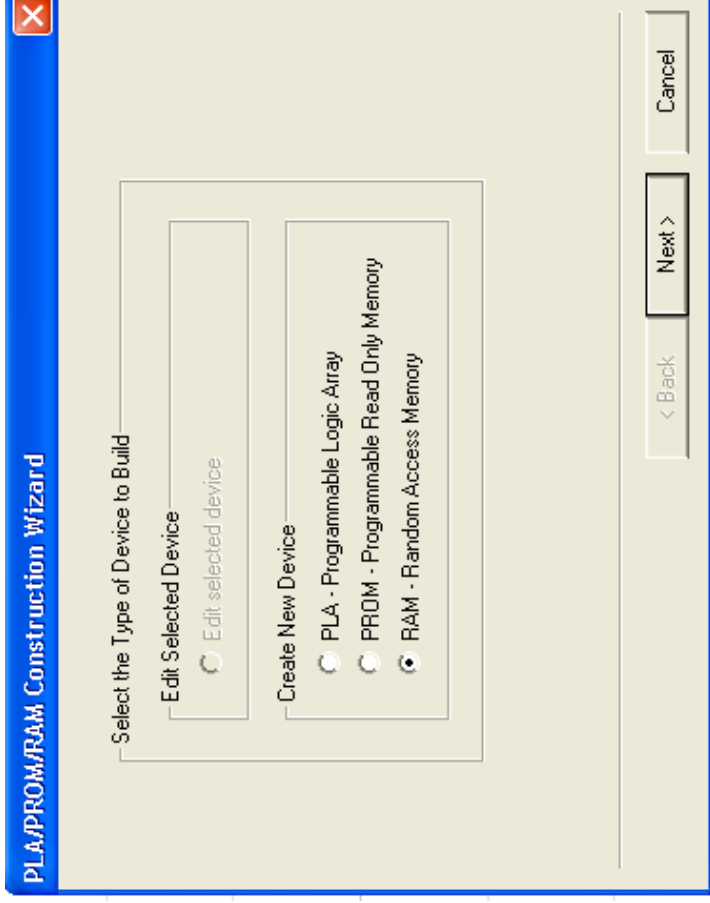 PLA/PROM/RAM Construction Wizard
Select the Type of Device to Build
Edit Selected Device
Edit selected device
Create New Device
PLA - Programmable Logic Array
PROM - Programmable Read Only Memory
RAM - Random Access Memory
< Back
Next >
Cancel